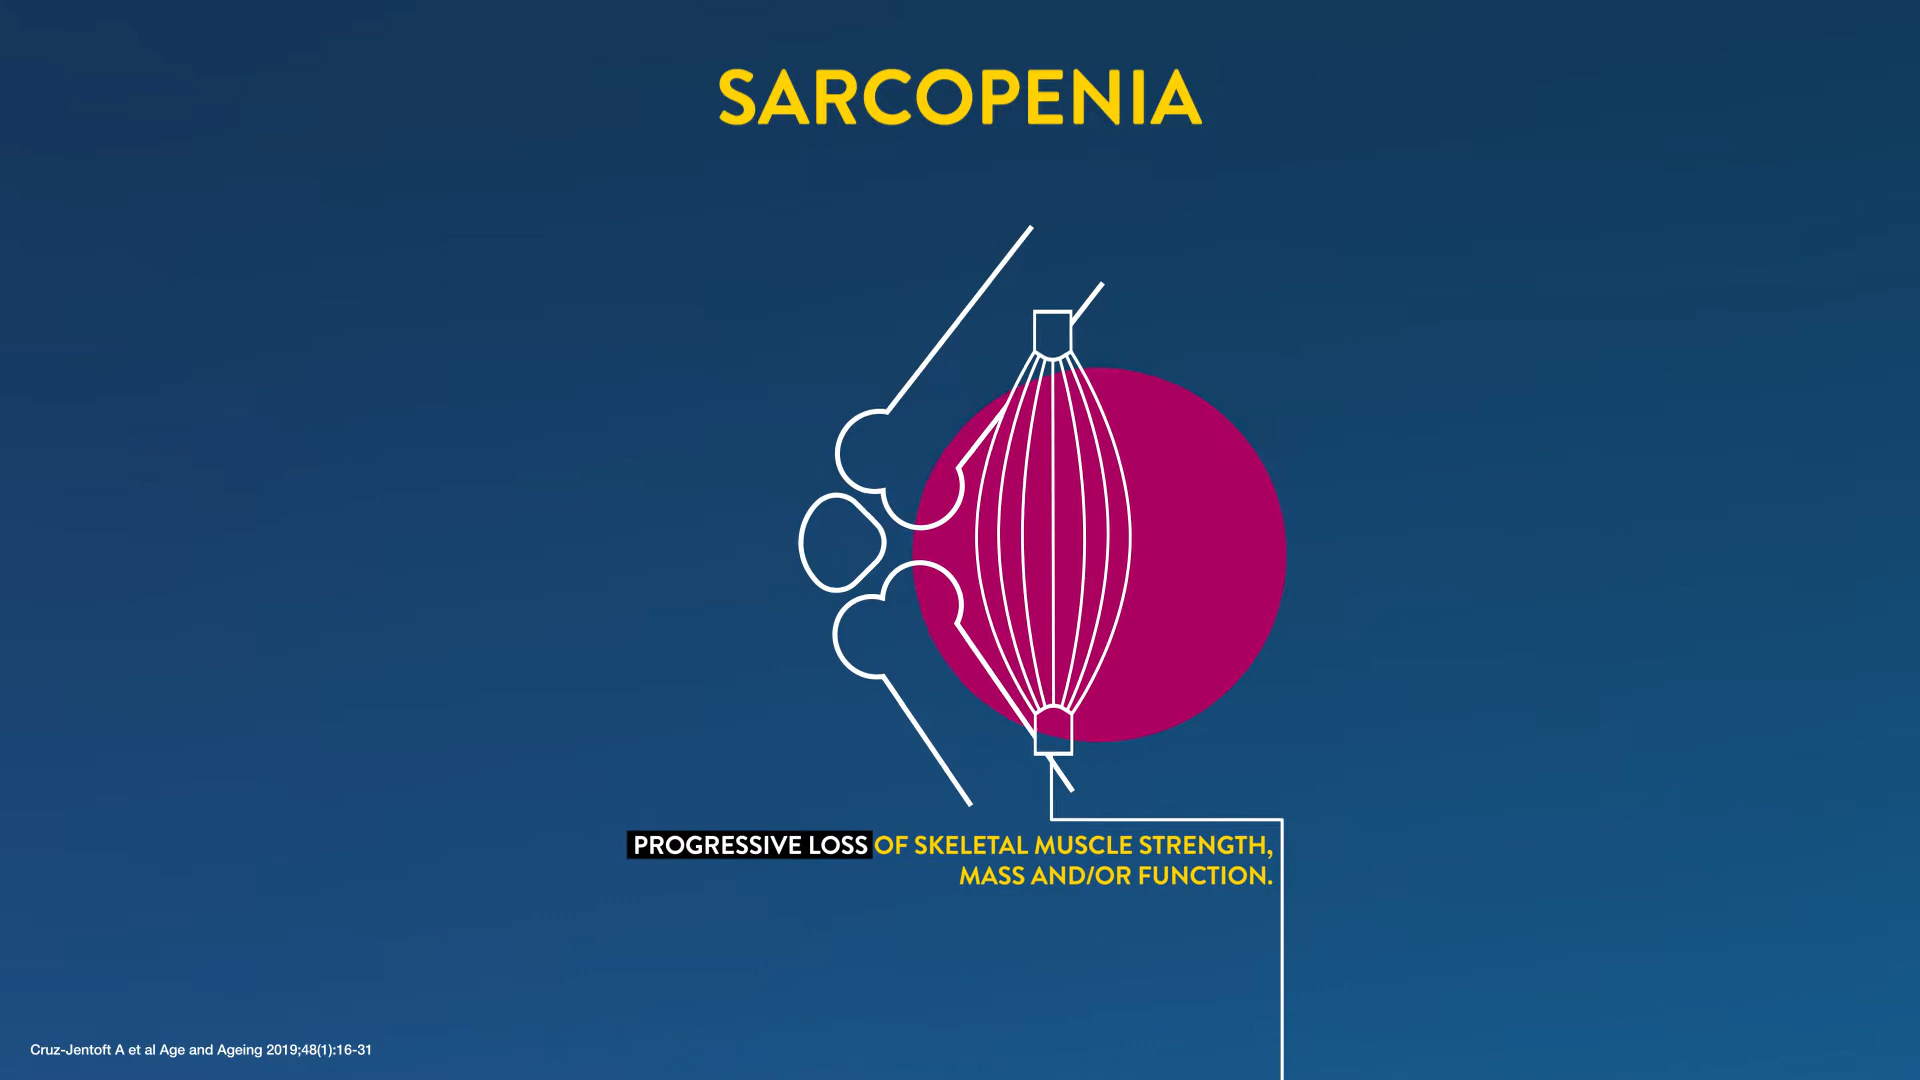 SARCOPENIA
PROGRESSIVE LOSS OF SKELETAL MUSCLE STRENGTH,
MASS AND/OR FUNCTION.
Cruz-Jentoft A et al Age and Ageing 2019;48(1):16-31